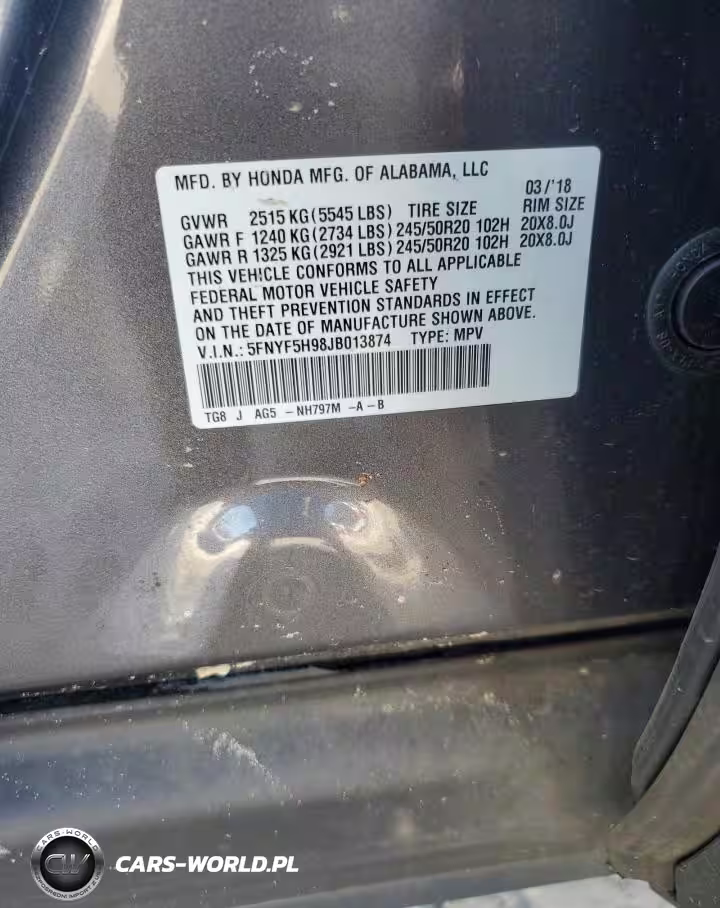 MFD. BY HONDA MFG. OF ALABAMA, LLC
03/'18
GVWR 2515 KG (5545 LBS) TIRE SIZE RIM SIZE
GAWR F 1240 KG (2734 LBS) 245/50R20 102H 20X8.0J
GAWR R 1325 KG (2921 LBS) 245/50R20 102H 20X8.0J
THIS VEHICLE CONFORMS TO ALL APPLICABLE
FEDERAL MOTOR VEHICLE SAFETY
AND THEFT PREVENTION STANDARDS IN EFFECT
ON THE DATE OF MANUFACTURE SHOWN ABOVE.
V.I.N.: 5FNYF5H98JB013874 TYPE: MPV
TG8 J AG5 -NH797M -A -B
CARS-WORLD
CW
CARS-WORLD.PL